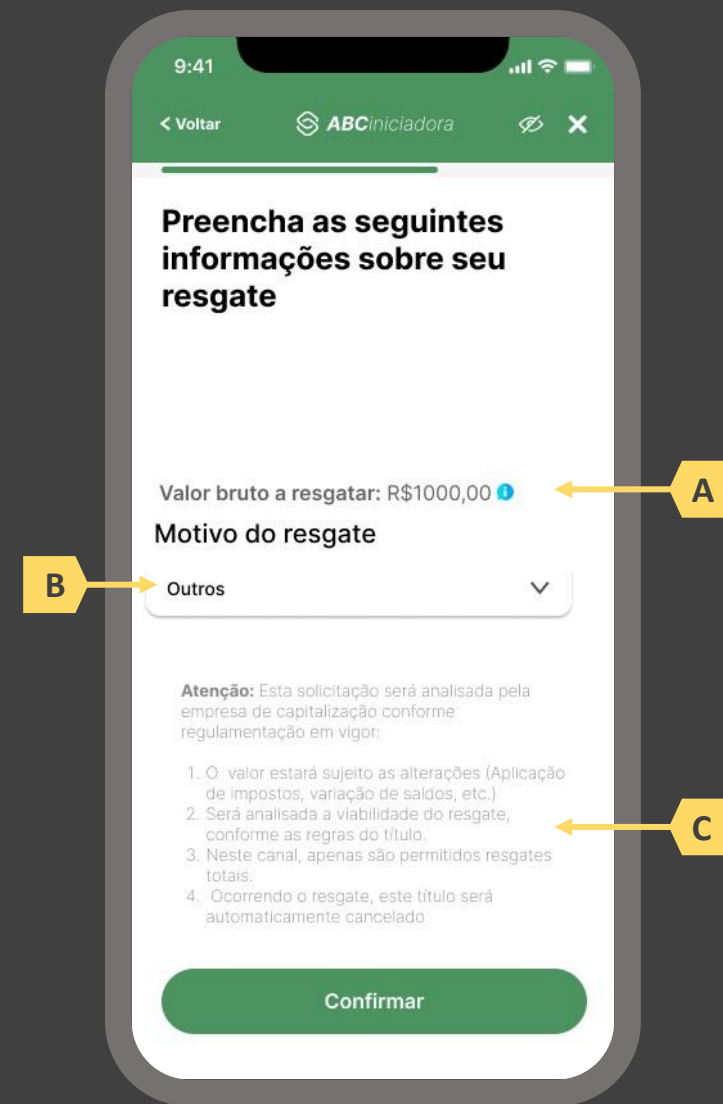 9:41
< Voltar ABCiniciadora
Preencha as seguintes
informações sobre seu
resgate
Valor bruto a resgatar: R$1000,00 i
A
Motivo do resgate
B
Outros
Atenção: Esta solicitação será analisada pela
empresa de capitalização conforme
regulamentação em vigor:
1. O valor estará sujeito as alterações (Aplicação
de impostos, variação de saldos, etc.)
2. Será analisada a viabilidade do resgate,
conforme as regras do título.
C
3. Neste canal, apenas são permitidos resgates
totais.
4. Ocorrendo o resgate, este título será
automaticamente cancelado
Confirmar